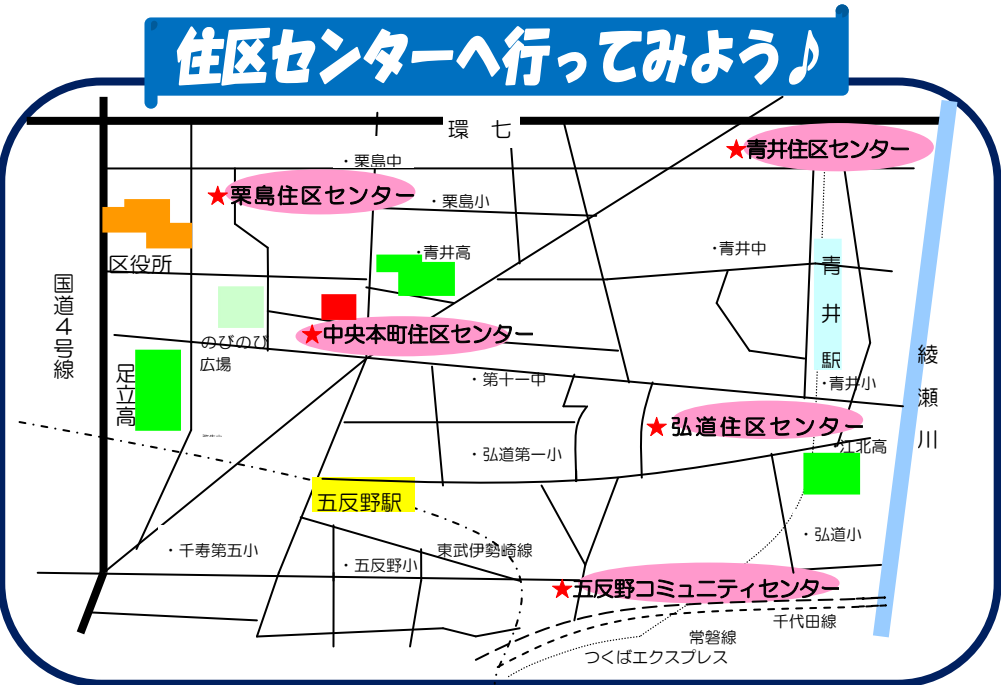 住区センターへ行ってみよう♪
環 七
・栗島中
★青井住区センター
★栗島住区センター
・栗島小
・青井高
・青井中
区役所
青井駅
国道4号線
のびのび
広場
★中央本町住区センター
足立高
・第十一中
・青井小
綾瀬川
★弘道住区センター
江北高
・弘道第一小
五反野駅
・千寿第五小
東武伊勢崎線
・五反野小
・弘道小
★五反野コミュニティセンター
千代田線
常磐線
つくばエクスプレス